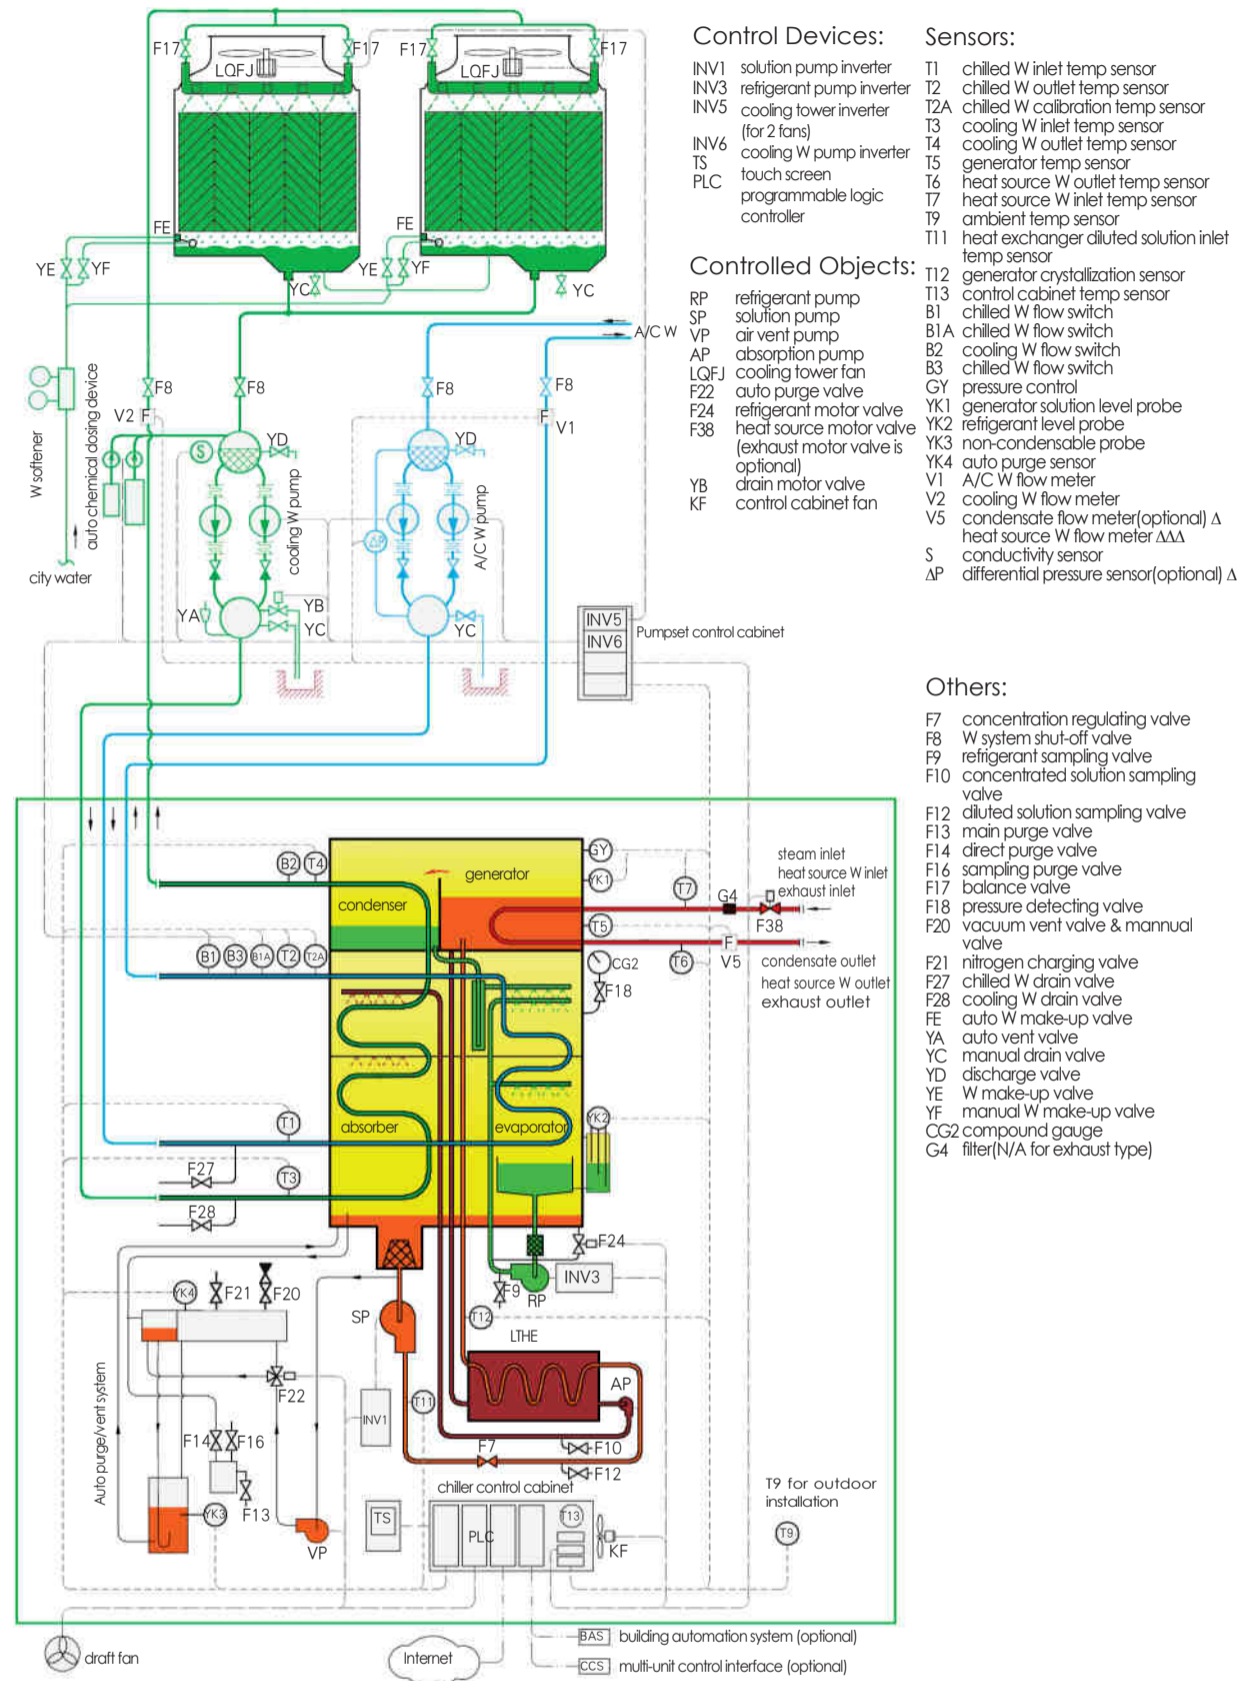 F17
F17
F17
F17
LQFJ
LQFJ
FE
FE
YE
YF
YE
YF
YC
YC
A/C W
F8
F8
F8
F8
V2
F
F
V1
W softener
auto chemical dosing device
city water
S
YD
YD
cooling W pump
A/C W pump
ΔP
YA
YB
YC
YC
INV5
INV6
Pumpset control cabinet
Control Devices:
INV1 solution pump inverter
INV3 refrigerant pump inverter
INV5 cooling tower inverter
(for 2 fans)
INV6 cooling W pump inverter
TS touch screen
PLC programmable logic
controller
Controlled Objects:
RP refrigerant pump
SP solution pump
VP air vent pump
AP absorption pump
LQFJ cooling tower fan
F22 auto purge valve
F24 refrigerant motor valve
F38 heat source motor valve
(exhaust motor valve is
optional)
YB drain motor valve
KF control cabinet fan
Sensors:
T1 chilled W inlet temp sensor
T2 chilled W outlet temp sensor
T2A chilled W calibration temp sensor
T3 cooling W inlet temp sensor
T4 cooling W outlet temp sensor
T5 generator temp sensor
T6 heat source W outlet temp sensor
T7 heat source W inlet temp sensor
T9 ambient temp sensor
T11 heat exchanger diluted solution inlet
temp sensor
T12 generator crystallization sensor
T13 control cabinet temp sensor
B1 chilled W flow switch
B1A chilled W flow switch
B2 cooling W flow switch
B3 chilled W flow switch
GY pressure control
YK1 generator solution level probe
YK2 refrigerant level probe
YK3 non-condensable probe
YK4 auto purge sensor
V1 A/C W flow meter
V2 cooling W flow meter
V5 condensate flow meter(optional) Δ
heat source W flow meter ΔΔΔ
S conductivity sensor
ΔP differential pressure sensor(optional) Δ
Others:
F7 concentration regulating valve
F8 W system shut-off valve
F9 refrigerant sampling valve
F10 concentrated solution sampling
valve
F12 diluted solution sampling valve
F13 main purge valve
F14 direct purge valve
F16 sampling purge valve
F17 balance valve
F18 pressure detecting valve
F20 vacuum vent valve & mannual
valve
F21 nitrogen charging valve
F27 chilled W drain valve
F28 cooling W drain valve
FE auto W make-up valve
YA auto vent valve
YC manual drain valve
YD discharge valve
YE W make-up valve
YF manual W make-up valve
CG2 compound gauge
G4 filter(N/A for exhaust type)
B2
T4
condenser
generator
GY
YK1
T7
G4
steam inlet
heat source W inlet
exhaust inlet
F38
T5
T6
F
V5
condensate outlet
heat source W outlet
exhaust outlet
B1
B3
B1A
T2
T2A
CG2
F18
T1
absorber
evaporator
YK2
T3
F27
F28
F24
F9
RP
INV3
YK4
F21
F20
SP
T12
LTHE
AP
Auto purge/vent system
F22
F14
F16
F13
YK3
VP
INV1
T11
F7
F10
F12
chiller control cabinet
TS
PLC
T13
KF
T9 for outdoor
installation
T9
draft fan
Internet
BAS building automation system (optional)
CCS multi-unit control interface (optional)